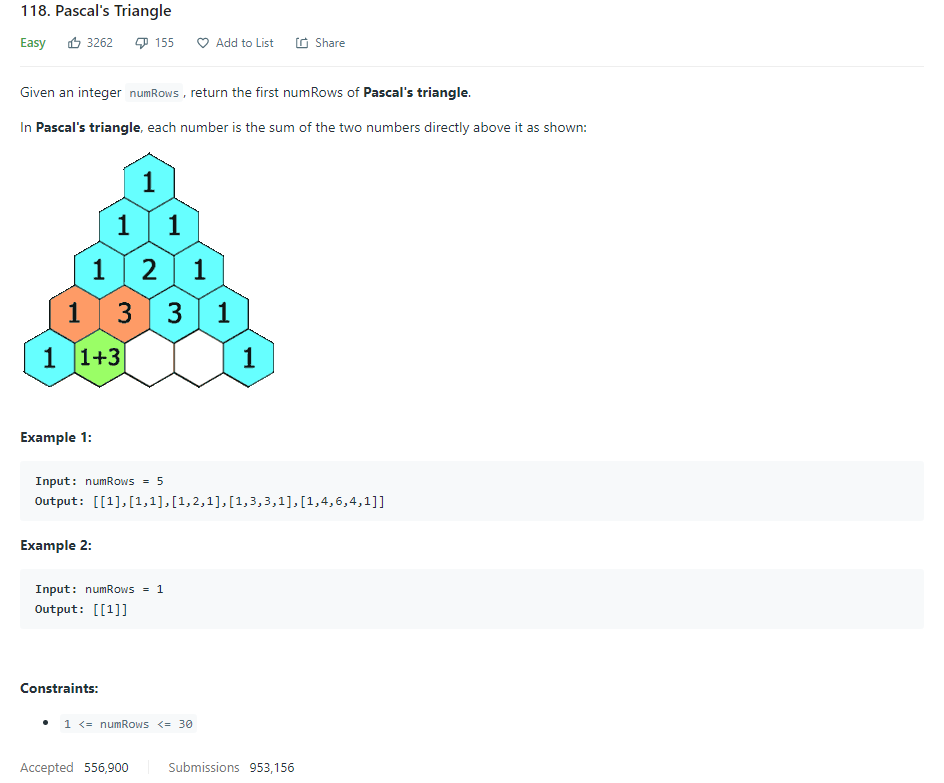 118. Pascal's Triangle
Easy 3262 155 Add to List Share
Given an integer numRows , return the first numRows of Pascal's triangle.
In Pascal's triangle, each number is the sum of the two numbers directly above it as shown:
1
1 1
1 2 1
1 3 3 1
1 1+3 1
Example 1:
Input: numRows = 5
Output: [[1],[1,1],[1,2,1],[1,3,3,1],[1,4,6,4,1]]
Example 2:
Input: numRows = 1
Output: [[1]]
Constraints:
1 <= numRows <= 30
Accepted 556,900 Submissions 953,156